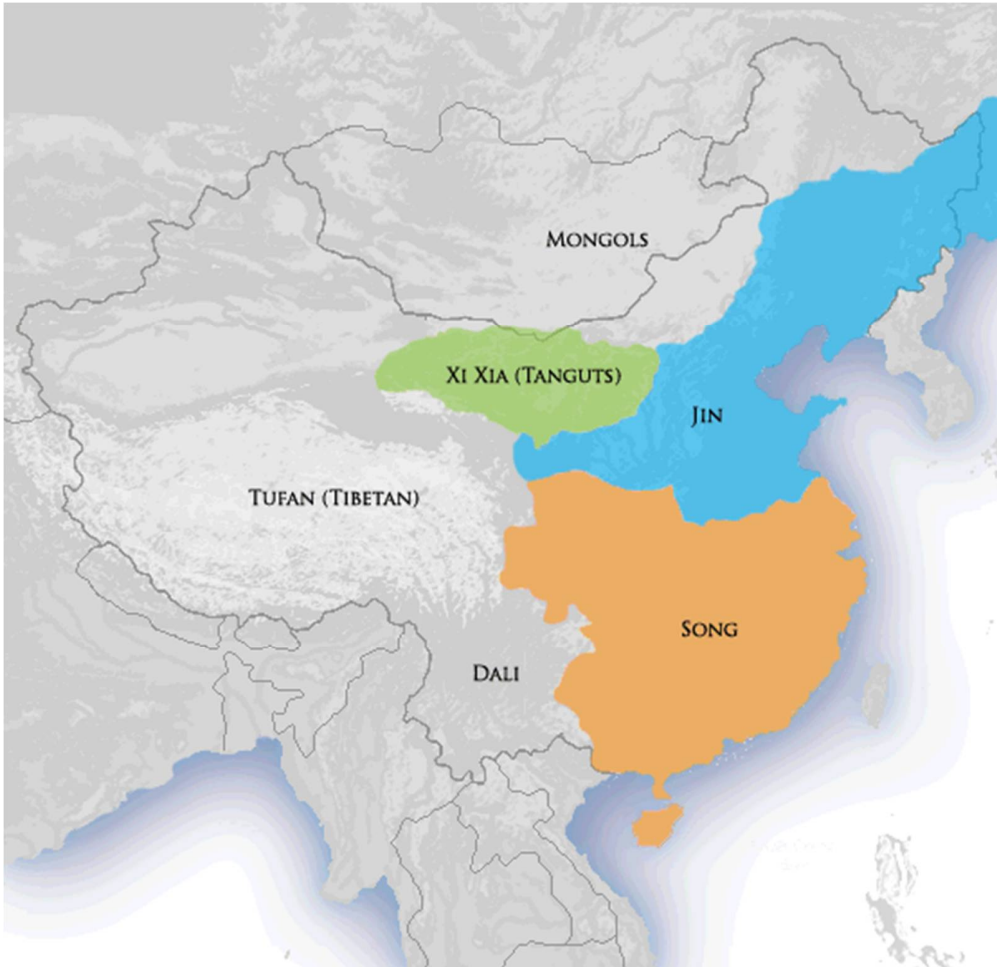 MONGOLS
XI XIA (TANGUTS)
JIN
TUFAN (TIBETAN)
SONG
DALI